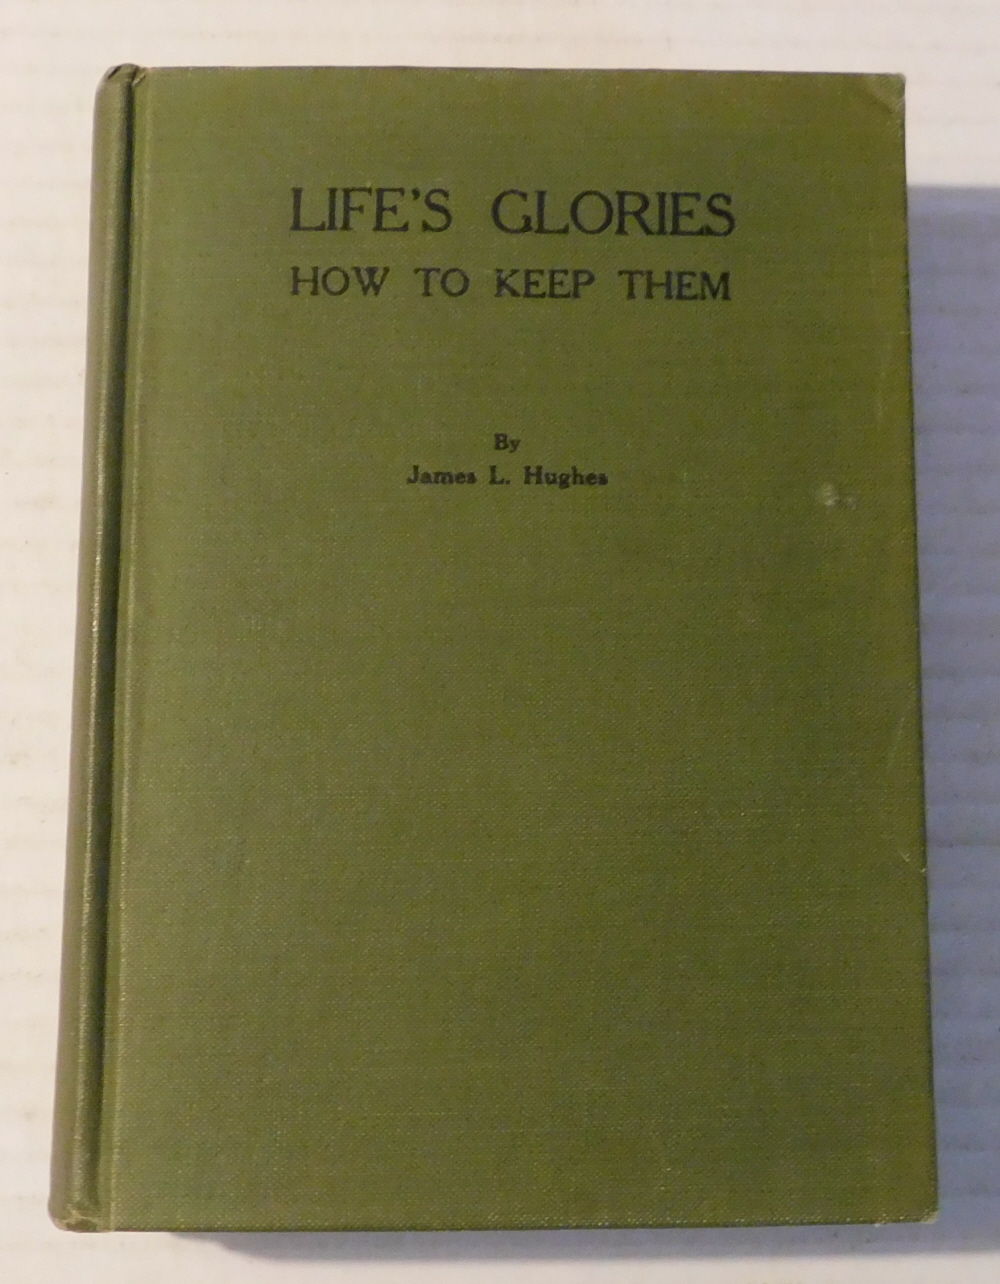 LIFE'S GLORIES
HOW TO KEEP THEM
By
James L. Hughes